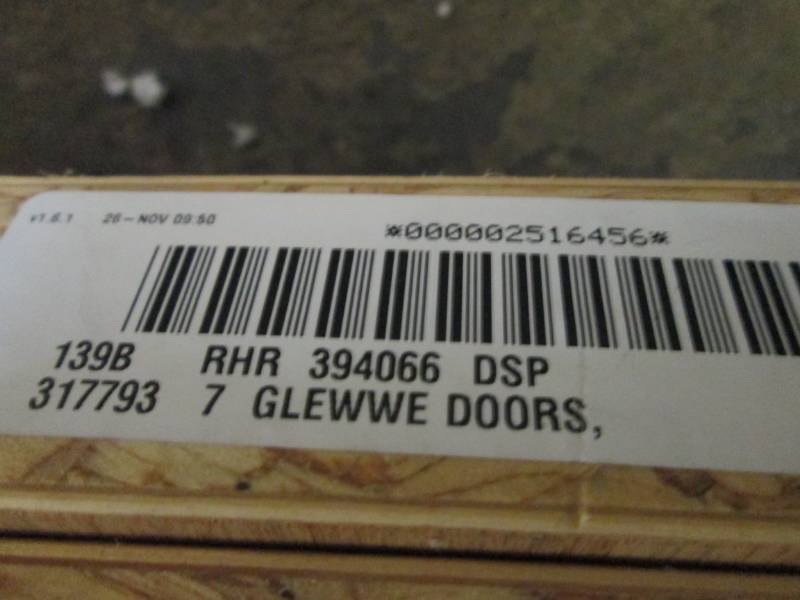 v1.6.1 26-NOV 09:50
*000002516456*
139B RHR 394066 DSP
317793 7 GLEWWE DOORS,